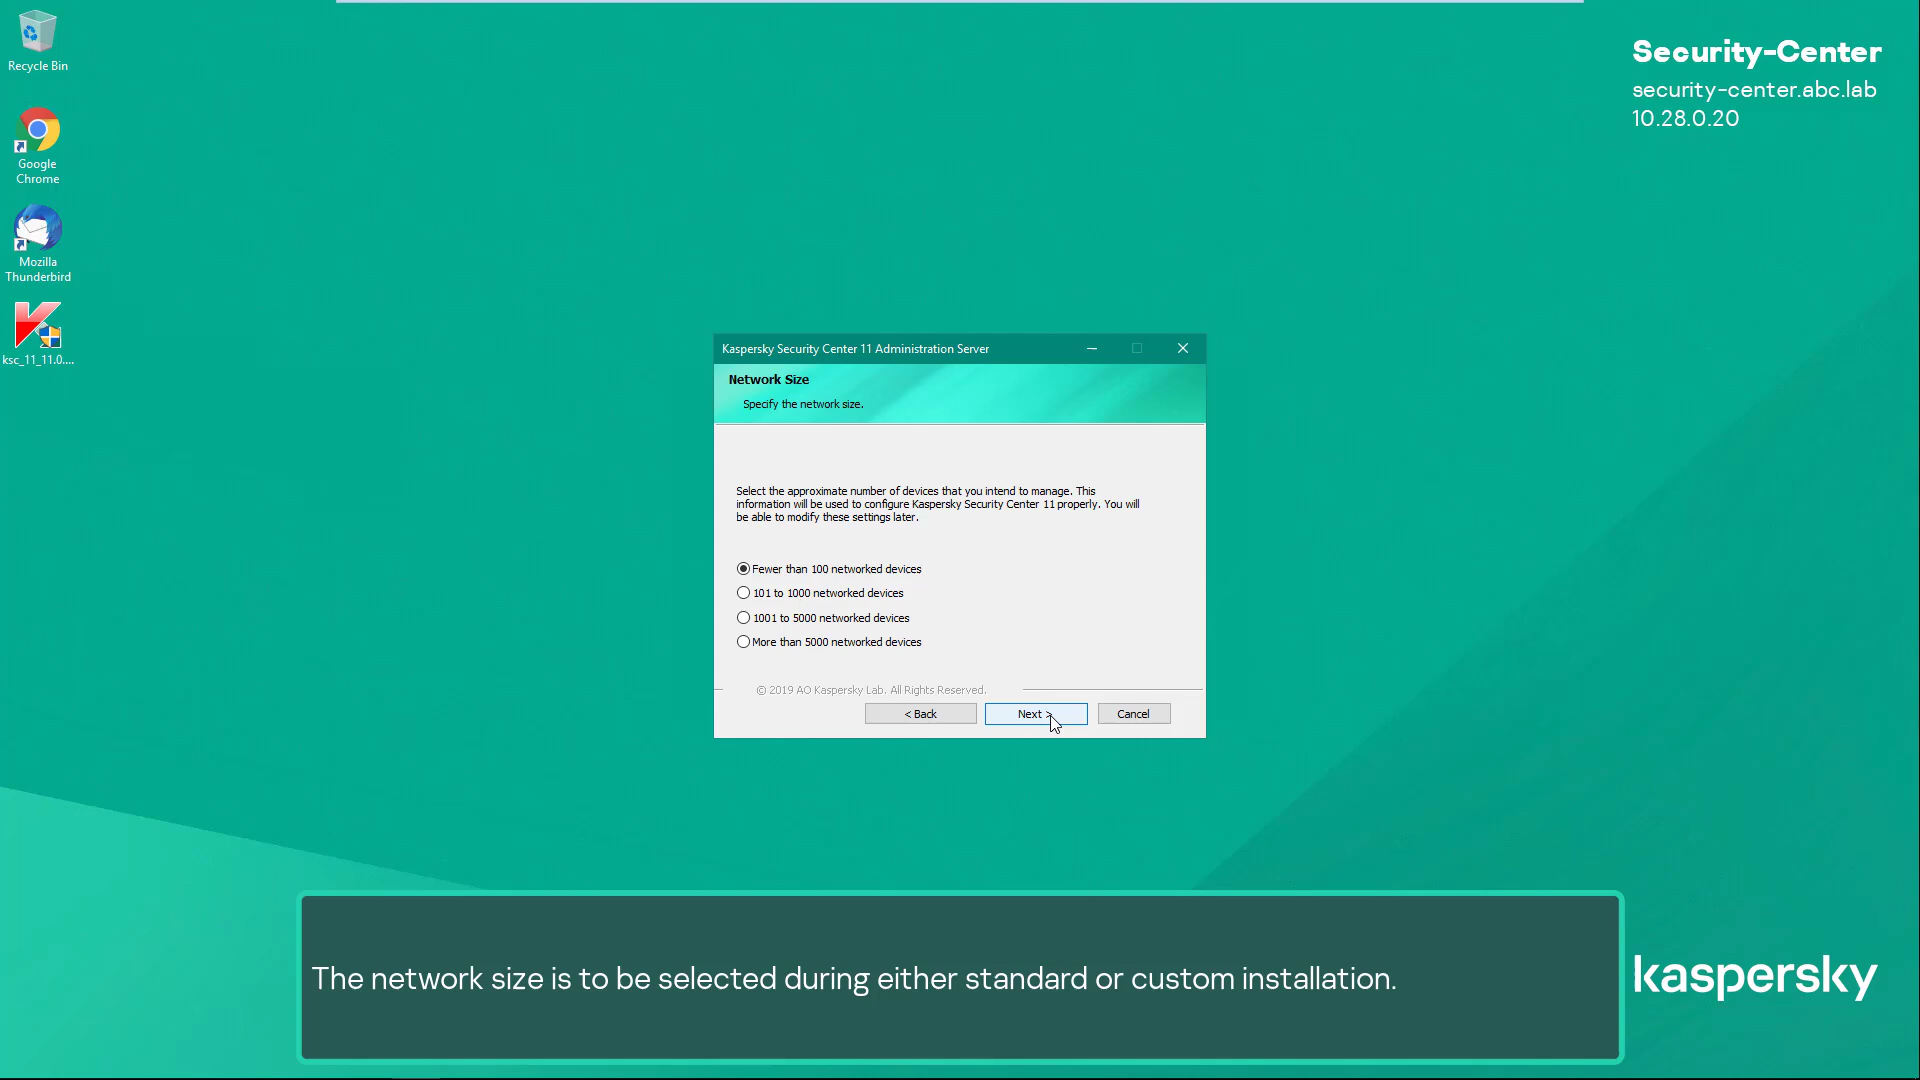 Recycle Bin
Google
Chrome
Mozilla
Thunderbird
ksc_11_11.0....
Security-Center
security-center.abc.lab
10.28.0.20
Kaspersky Security Center 11 Administration Server
Network Size
Specify the network size.
Select the approximate number of devices that you intend to manage. This
information will be used to configure Kaspersky Security Center 11 properly. You will
be able to modify these settings later.
Fewer than 100 networked devices
101 to 1000 networked devices
1001 to 5000 networked devices
More than 5000 networked devices
© 2019 AO Kaspersky Lab. All Rights Reserved.
< Back
Next >
Cancel
The network size is to be selected during either standard or custom installation.
kaspersky